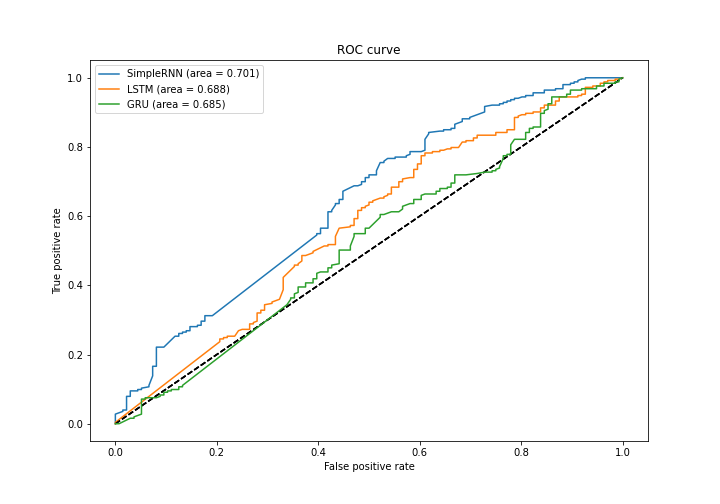 ROC curve
SimpleRNN (area = 0.701)
LSTM (area = 0.688)
GRU (area = 0.685)
1.0
0.8
0.6
0.4
0.2
0.0
True positive rate
0.0 0.2 0.4 0.6 0.8 1.0
False positive rate